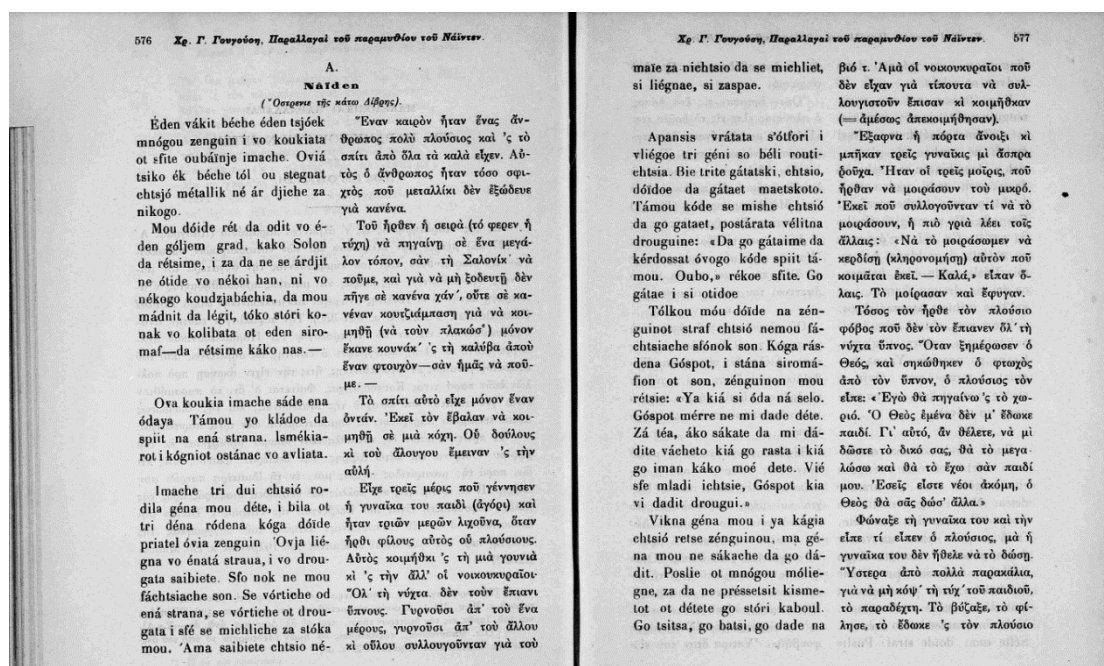 576 Χρ. Γ. Γουγούση, Παραλλαγαὶ τοῦ παραμυθίου τοῦ Νάϊντεν.
A.
Náïden
(Ὄστρενι τῆς κάτω Δίβρης).
Éden vákit béche éden tsjóek
mnógou zenguin i vo koukiata
ot sfite oubaïnje imache. Oviá
tsiko ék béche tól ou stegnat
chtsjó métallik né ár djiche za
nikogo.
Mou dóide rét da odit vo é-
den góljem grad, kako Solon
da rétsime, i za da ne se árdjit
ne ótide vo nékoi han, ni vo
nékogo koudzjabáchia, da mou
mádnit da légit, tóko stóri ko-
nak vo kolibata ot eden siro-
maf—da rétsime káko nas.—
Ova koukia imache sáde ena
ódaya Támou yo kládoe da
spiit na ená strana. Ismékia-
rot i kógniot ostánac vo avliata.
Imache tri dui chtsió ro-
dila géna mou déte, i bila ot
tri déna ródena kóga dóïde
priatel óvia zenguin Ovja lié-
gna vo énatá straua, i vo drou-
gata saibiete. Sfo nok ne mou
fáchtsiache son. Se vórtiche od
ená strana, se vórtiche ot drou-
gata i sfé se michliche za stóka
mou. Ama saibiete chtsio né-
Ἕναν καιρὸν ἦταν ἕνας ἄν-
θρωπος πολὺ πλούσιος καὶ 'ς τὸ
σπίτι ἀπὸ ὅλα τὰ καλὰ εἶχεν. Αὐ-
τὸς ὁ ἄνθρωπος ἦταν τόσο σφι-
χτὸς ποῦ μεταλλίκι δὲν ἐξώδευε
γιὰ κανένα.
Τοῦ ἦρθεν ἡ σειρὰ (τό φερεν ἡ
τύχη) νὰ πηγαίνῃ σὲ ἕνα μεγά-
λον τόπον, σὰν τὴ Σαλονίκ' νὰ
ποῦμε, καὶ γιὰ νὰ μὴ ξοδευτῇ δὲν
πῆγε σὲ κανένα χάν', οὔτε σὲ κα-
νέναν κουτζιάμπαση γιὰ νὰ κοι-
μηθῇ (νὰ τοὺν πλακώσ') μόνον
ἔκανε κουνάκ' 'ς τὴ καλύβα ἀποὺ
ἕναν φτουχὸν—σὰν ἡμᾶς νὰ ποῦ-
με.—
Τὸ σπίτι αὐτὸ εἶχε μόνον ἕναν
ὀντάν. Ἐκεῖ τὸν ἔβαλαν νὰ κοι-
μηθῇ σὲ μιὰ κόχη. Οὑ δούλους
κὶ τοῦ ἄλουγου ἔμειναν 'ς τὴν
αὐλή.
Εἶχε τρεῖς μέρις ποῦ γέννησεν
ἡ γυναῖκα του παιδὶ (ἀγόρι) καὶ
ἦταν τριῶν μερῶν λιχοῦνα, ὅταν
ἦρθι φίλους αὐτὸς οὑ πλούσιους.
Αὐτὸς κοιμήθκι 'ς τὴ μιὰ γουνιὰ
κὶ 'ς τὴν ἄλλ' οἱ νοικουκυραῖοι·
Ὅλ' τὴ νύχτα δὲν τοὺν ἔπιανι
ὕπνους. Γυρνοῦσι ἀπ' τοῦ ἕνα
μέρους, γυρνοῦσι ἀπ' τοῦ ἄλλου
κὶ οὗλου συλλουγοῦνταν γιὰ τοῦ
Χρ. Γ. Γουγούση, Παραλλαγαὶ τοῦ παραμυθίου τοῦ Νάϊντεν. 577
maïe za nichtsio da se michliet,
si liégnae, si zaspae.
Apansis vrátata s'ótfori i
vliégoe tri géni so béli routi-
chtsia. Bie trite gátatski, chtsio,
dóïdoe da gátaet maetskoto.
Támou kóde se mishe chtsió
da go gataet, postárata vélitna
drouguine: «Da go gátaime da
kérdossat óvogo kóde spiit tá-
mou. Oubo,» rékoe sfite. Go
gátae i si otidoe
Tólkou móu dóide na zén-
guinot straf chtsió nemou fá-
chtsiache sfónok son. Kóga rás-
dena Góspot, i stána siromá-
fion ot son, zénguinon mou
rétsie: «Ya kiá si óda ná selo.
Góspot mérre ne mi dade déte.
Zá téa, áko sákate da mi dá-
dite vácheto kiá go rasta i kiá
go iman káko moé dete. Vié
sfe mladi ichtsie, Góspot kia
vi dadit drougui.»
Vikna géna mou i ya kágia
chtsió retse zénguinou, ma gé-
na mou ne sákache da go dá-
dit. Poslie ot mnógou mólie-
gne, za da ne préssetsit kisme-
tot ot détete go stóri kaboul.
Go tsitsa, go batsi, go dade na
βιό τ. Ἀμὰ οἱ νοικουκυραῖοι ποῦ
δὲν εἶχαν γιὰ τίπουτα νὰ συλ-
λουγιστοῦν ἔπισαν κὶ κοιμήθκαν
(= ἀμέσως ἀπεκοιμήθησαν).
Ἔξαφνα ἡ πόρτα ἄνοιξι κὶ
μπῆκαν τρεῖς γυναῖκις μὶ ἄσπρα
ῥοῦχα. Ἦταν οἱ τρεῖς μοῖρις, ποῦ
ἦρθαν νὰ μοιράσουν τοῦ μικρό.
Ἐκεῖ ποῦ συλλογοῦνταν τί νὰ τὸ
μοιράσουν, ἡ πιὸ γριὰ λέει τοῖς
ἄλλαις: «Νὰ τὸ μοιράσωμεν νὰ
κερδίσῃ (κληρονομήσῃ) αὐτὸν ποῦ
κοιμᾶται ἐκεῖ.— Καλά,» εἶπαν ὅ-
λαις. Τὸ μοίρασαν καὶ ἔφυγαν.
Τόσος τὸν ἦρθε τὸν πλούσιο
φόβος ποῦ δὲν τὸν ἔπιανεν ὅλ' τὴ
νύχτα ὕπνος. Ὅταν ξημέρωσεν ὁ
Θεός, καὶ σηκώθηκεν ὁ φτωχὸς
ἀπὸ τὸν ὕπνον, ὁ πλούσιος τὸν
εἶπε: «Ἐγὼ θὰ πηγαίνω 'ς τὸ χω-
ριό. Ὁ Θεὸς ἐμένα δὲν μ' ἔδωκε
παιδί. Γι' αὐτό, ἂν θέλετε, νὰ μὶ
δῶστε τὸ δικό σας, θὰ τὸ μεγα-
λώσω καὶ θὰ τὸ ἔχω σὰν παιδί
μου. Ἐσεῖς εἶστε νέοι ἀκόμη, ὁ
Θεὸς θὰ σᾶς δώσ' ἄλλα.»
Φώναξε τὴ γυναῖκα του καὶ τὴν
εἶπε τί εἶπεν ὁ πλούσιος, μὰ ἡ
γυναῖκα του δὲν ἤθελε νὰ τὸ δώσῃ.
Ὕστερα ἀπὸ πολλὰ παρακάλια,
γιὰ νὰ μὴ κόψ' τὴ τύχ' τοῦ παιδιοῦ,
τὸ παραδέχτη. Τὸ βύζαξε, τὸ φί-
λησε, τὸ ἔδωκε 'ς τὸν πλούσιο